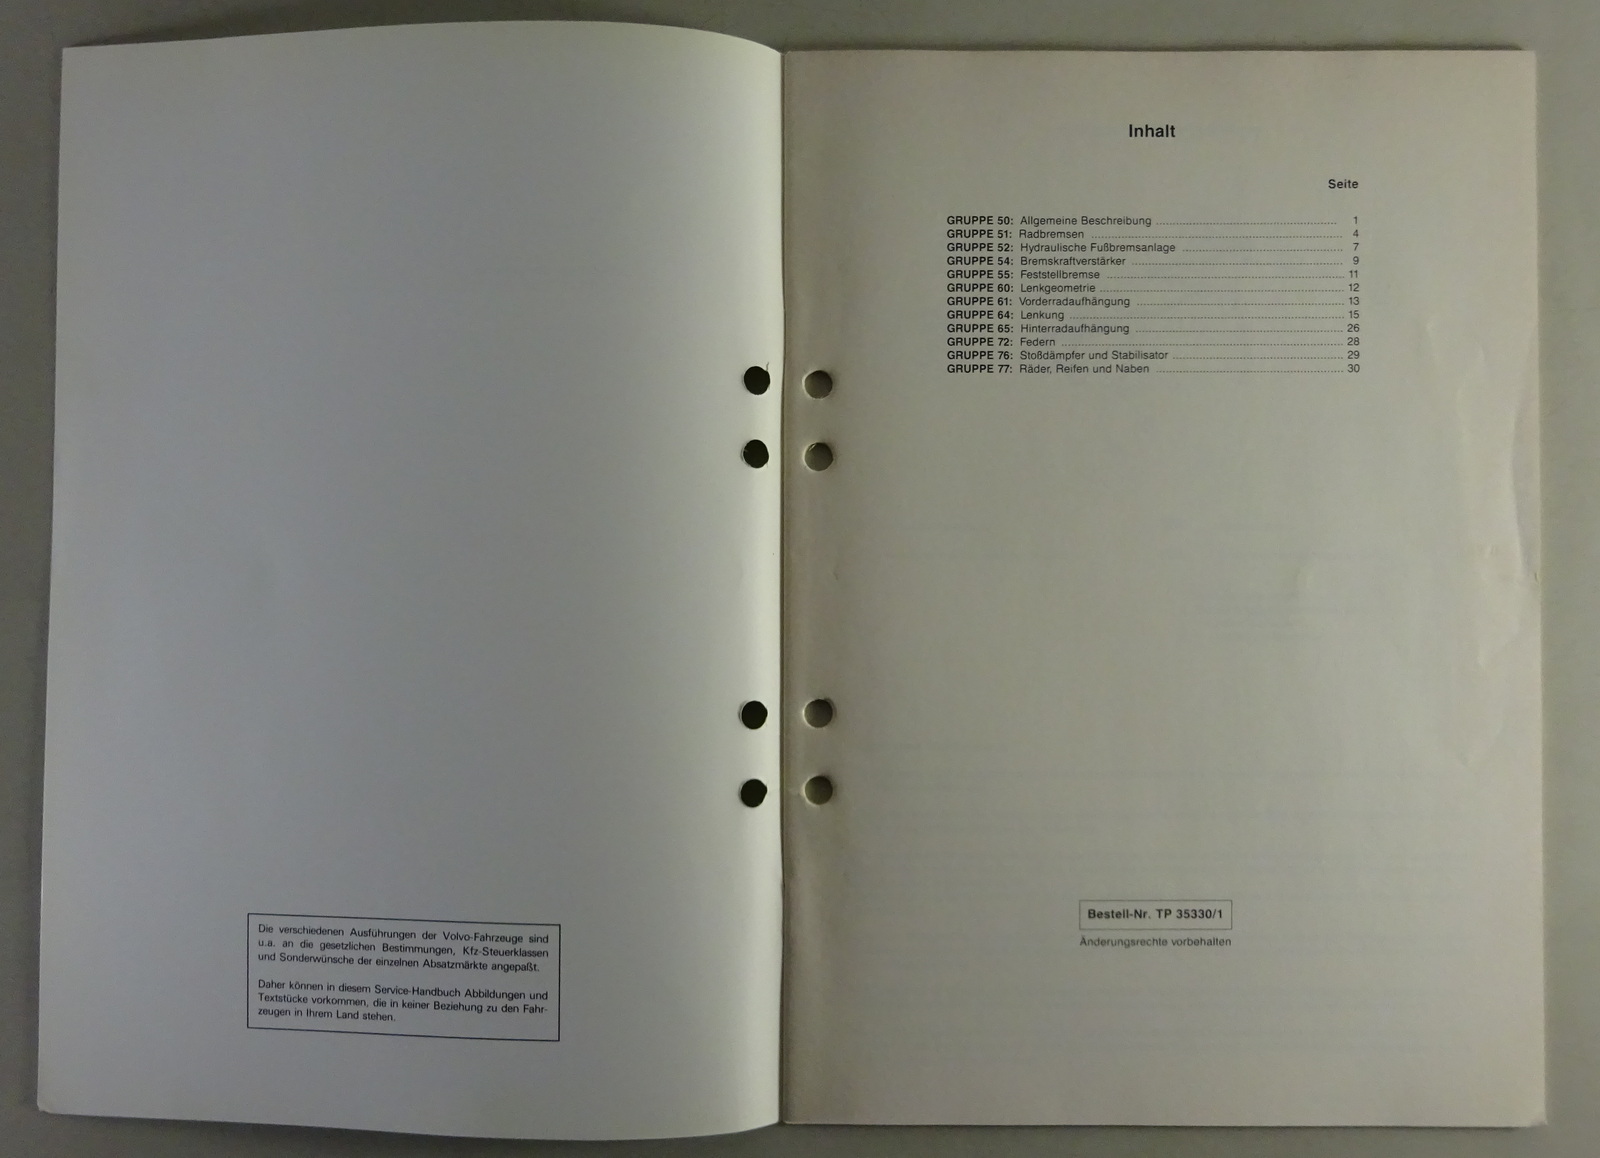 Die verschiedenen Ausführungen der Volvo-Fahrzeuge sind
u.a. an die gesetzlichen Bestimmungen, Kfz-Steuerklassen
und Sonderwünsche der einzelnen Absatzmärkte angepaßt.
Daher können in diesem Service-Handbuch Abbildungen und
Textstücke vorkommen, die in keiner Beziehung zu den Fahr-
zeugen in Ihrem Land stehen.
Inhalt
Seite
GRUPPE 50: Allgemeine Beschreibung 1
GRUPPE 51: Radbremsen 4
GRUPPE 52: Hydraulische Fußbremsanlage 7
GRUPPE 54: Bremskraftverstärker 9
GRUPPE 55: Feststellbremse 11
GRUPPE 60: Lenkgeometrie 12
GRUPPE 61: Vorderradaufhängung 13
GRUPPE 64: Lenkung 15
GRUPPE 65: Hinterradaufhängung 26
GRUPPE 72: Federn 28
GRUPPE 76: Stoßdämpfer und Stabilisator 29
GRUPPE 77: Räder, Reifen und Naben 30
Bestell-Nr. TP 35330/1
Änderungsrechte vorbehalten